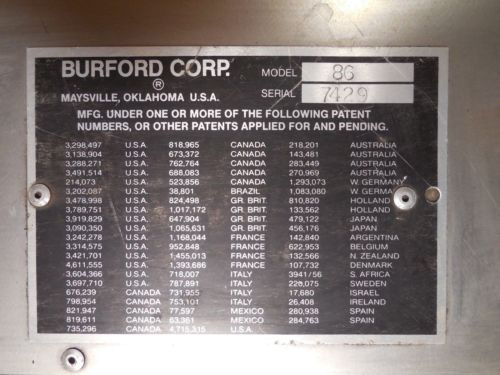 BURFORD CORP. MODEL 8G
®
MAYSVILLE, OKLAHOMA U.S.A. SERIAL 7429
MFG. UNDER ONE OR MORE OF THE FOLLOWING PATENT
NUMBERS, OR OTHER PATENTS APPLIED FOR AND PENDING.
3,298,497 U.S.A. 818,965 CANADA 218,201 AUSTRALIA
3,138,904 U.S.A. 673,372 CANADA 143,481 AUSTRALIA
3,288,271 U.S.A. 762,764 CANADA 283,449 AUSTRALIA
3,491,514 U.S.A. 688,083 CANADA 270,969 AUSTRALIA
214,073 U.S.A. 523,856 CANADA 1,293,073 W. GERMANY
3,202,087 U.S.A. 38,801 BRAZIL 1,083,080 W. GERMA
3,478,998 U.S.A. 824,498 GR. BRIT. 810,820 HOLLAND
3,789,751 U.S.A. 1,017,172 GR. BRIT. 133,562 HOLLAND
3,919,829 U.S.A. 647,904 GR. BRIT. 479,122 JAPAN
3,090,350 U.S.A. 1,065,631 GR. BRIT. 456,176 JAPAN
3,242,278 U.S.A. 1,168,044 FRANCE 142,840 ARGENTINA
3,314,575 U.S.A. 952,848 FRANCE 622,953 BELGIUM
3,421,701 U.S.A. 1,455,013 FRANCE 132,566 N. ZEALAND
4,611,555 U.S.A. 1,393,686 FRANCE 107,732 DENMARK
3,604,366 U.S.A. 718,007 ITALY 3941/56 S. AFRICA
3,697,710 U.S.A. 787,891 ITALY 228,075 SWEDEN
676,239 CANADA 731,955 ITALY 17,680 ISRAEL
798,954 CANADA 753,101 ITALY 26,408 IRELAND
821,947 CANADA 77,597 MEXICO 280,938 SPAIN
819,611 CANADA 63,361 MEXICO 284,763 SPAIN
735,296 CANADA 4,715,315 U.S.A.